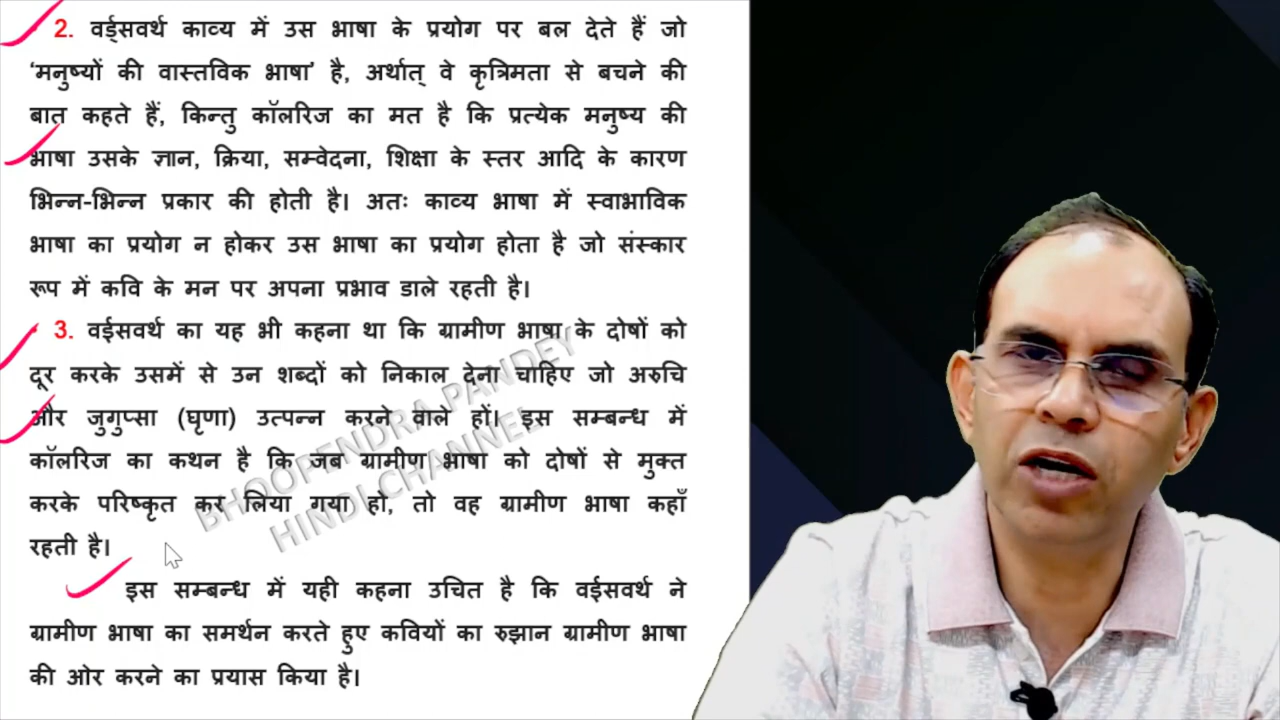 2. वर्ड्सवर्थ काव्य में उस भाषा के प्रयोग पर बल देते हैं जो
‘मनुष्यों की वास्तविक भाषा’ है, अर्थात् वे कृत्रिमता से बचने की
बात कहते हैं, किन्तु कॉलरिज का मत है कि प्रत्येक मनुष्य की
भाषा उसके ज्ञान, क्रिया, सम्वेदना, शिक्षा के स्तर आदि के कारण
भिन्न-भिन्न प्रकार की होती है। अतः काव्य भाषा में स्वाभाविक
भाषा का प्रयोग न होकर उस भाषा का प्रयोग होता है जो संस्कार
रूप में कवि के मन पर अपना प्रभाव डाले रहती है।
3. वर्ईसवर्थ का यह भी कहना था कि ग्रामीण भाषा के दोषों को
दूर करके उसमें से उन शब्दों को निकाल देना चाहिए जो अरुचि
और जुगुप्सा (घृणा) उत्पन्न करने वाले हों। इस सम्बन्ध में
कॉलरिज का कथन है कि जब ग्रामीण भाषा को दोषों से मुक्त
करके परिष्कृत कर लिया गया हो, तो वह ग्रामीण भाषा कहाँ
रहती है।
इस सम्बन्ध में यही कहना उचित है कि वर्ईसवर्थ ने
ग्रामीण भाषा का समर्थन करते हुए कवियों का रुझान ग्रामीण भाषा
की ओर करने का प्रयास किया है।
BHOOPENDRA PANDEY
HINDI CHANNEL